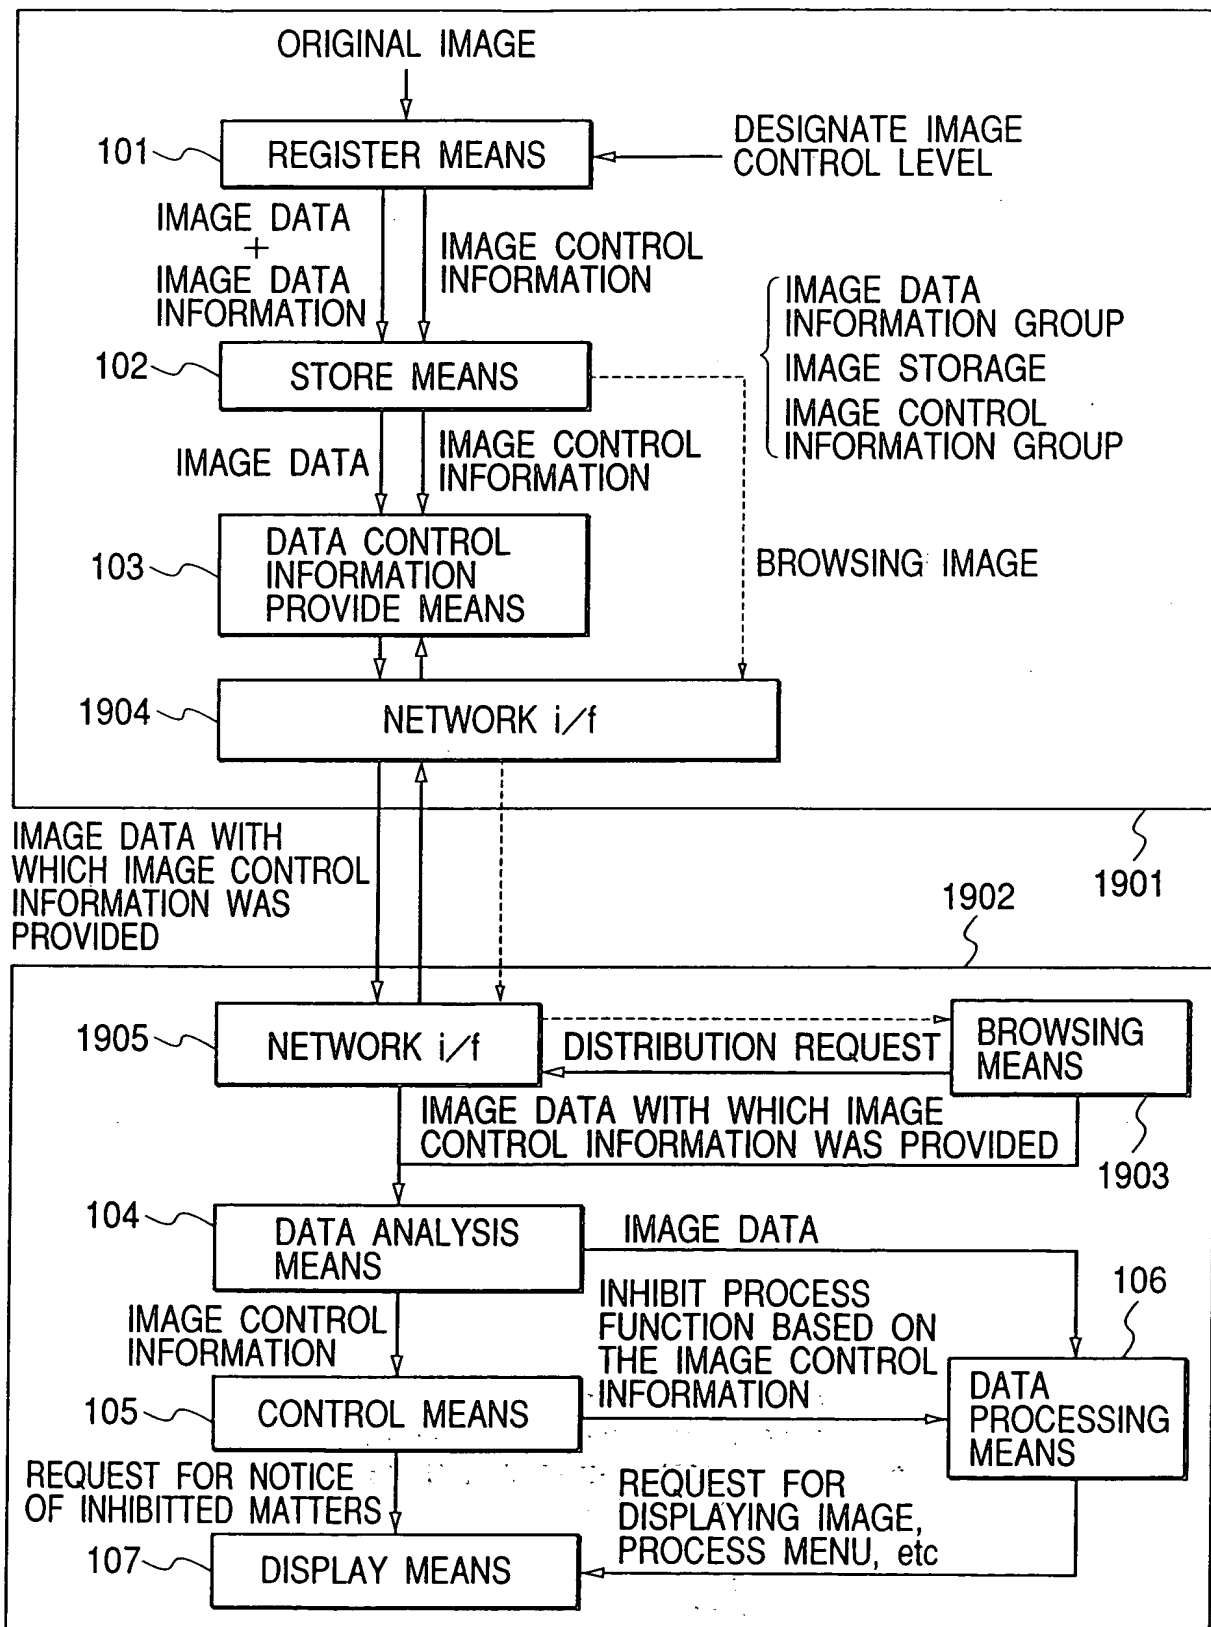 ORIGINAL IMAGE
101
REGISTER MEANS
DESIGNATE IMAGE
CONTROL LEVEL
IMAGE DATA
+
IMAGE DATA
INFORMATION
IMAGE CONTROL
INFORMATION
IMAGE DATA
INFORMATION GROUP
IMAGE STORAGE
IMAGE CONTROL
INFORMATION GROUP
102
STORE MEANS
IMAGE DATA
IMAGE CONTROL
INFORMATION
103
DATA CONTROL
INFORMATION
PROVIDE MEANS
BROWSING IMAGE
1904
NETWORK i/f
IMAGE DATA WITH
WHICH IMAGE CONTROL
INFORMATION WAS
PROVIDED
1901
1902
1905
NETWORK i/f
DISTRIBUTION REQUEST
BROWSING
MEANS
IMAGE DATA WITH WHICH IMAGE
CONTROL INFORMATION WAS PROVIDED
1903
104
DATA ANALYSIS
MEANS
IMAGE DATA
IMAGE CONTROL
INFORMATION
INHIBIT PROCESS
FUNCTION BASED ON
THE IMAGE CONTROL
INFORMATION
106
105
CONTROL MEANS
DATA
PROCESSING
MEANS
REQUEST FOR NOTICE
OF INHIBITTED MATTERS
REQUEST FOR
DISPLAYING IMAGE,
PROCESS MENU, etc
107
DISPLAY MEANS